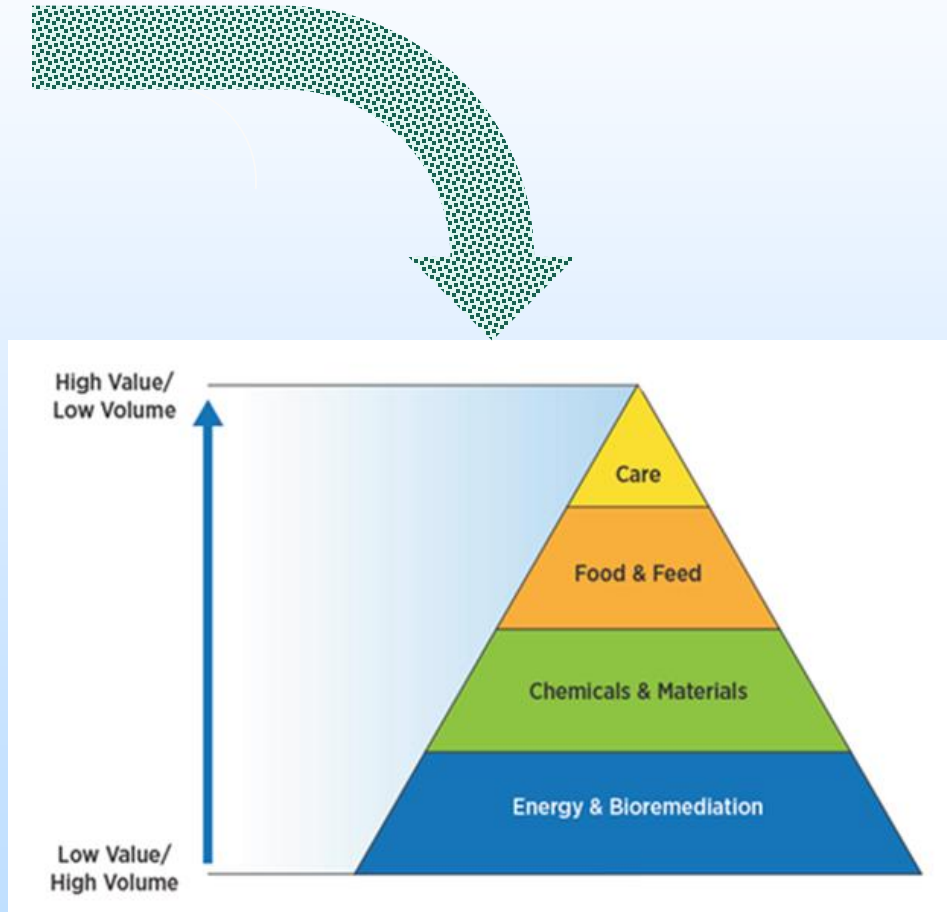 High Value/
Low Volume
Care
Food & Feed
Chemicals & Materials
Energy & Bioremediation
Low Value/
High Volume